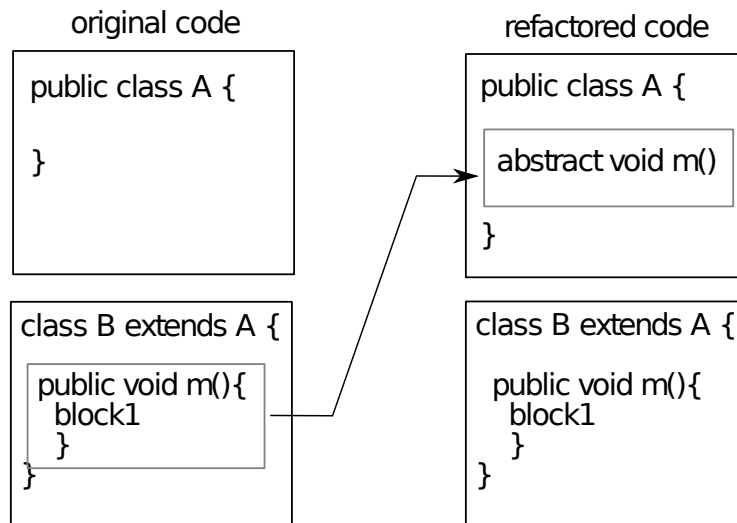 original code
public class A {
}
class B extends A {
public void m(){
block1
}
}
refactored code
public class A {
abstract void m()
}
class B extends A {
public void m(){
block1
}
}